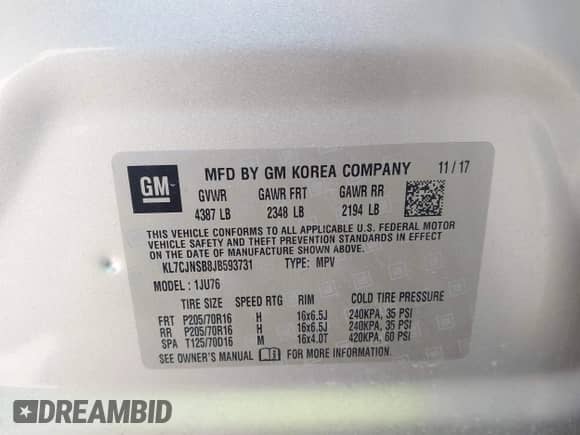 GM
MFD BY GM KOREA COMPANY 11 / 17
GVWR GAWR FRT GAWR RR
4387 LB 2348 LB 2194 LB
THIS VEHICLE CONFORMS TO ALL APPLICABLE U.S. FEDERAL MOTOR
VEHICLE SAFETY AND THEFT PREVENTION STANDARDS IN EFFECT
ON THE DATE OF MANUFACTURE SHOWN ABOVE.
KL7CJNSB8JB593731 TYPE: MPV
MODEL : 1JU76
TIRE SIZE SPEED RTG RIM COLD TIRE PRESSURE
FRT P205/70R16 H 16x6.5J 240KPA, 35 PSI
RR P205/70R16 H 16x6.5J 240KPA, 35 PSI
SPA T125/70D16 M 16x4.0T 420KPA, 60 PSI
SEE OWNER'S MANUAL FOR MORE INFORMATION.
DREAMBID